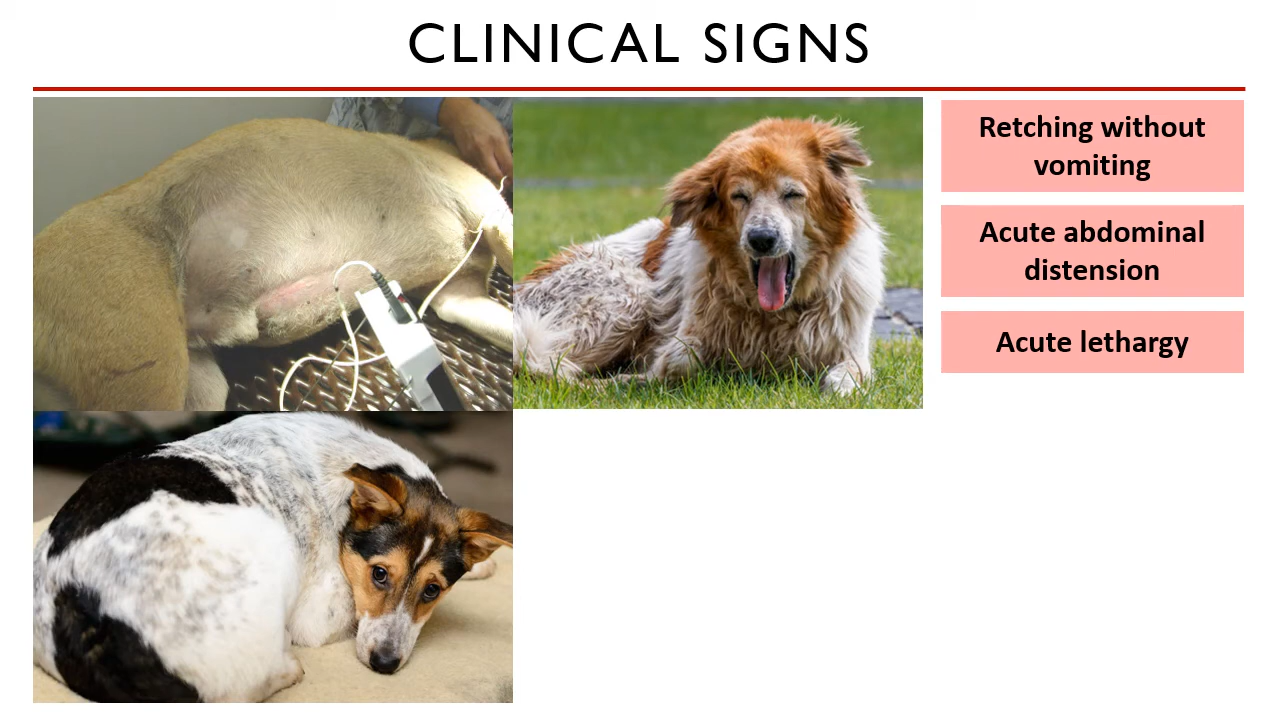 CLINICAL SIGNS
Retching without
vomiting
Acute abdominal
distension
Acute lethargy